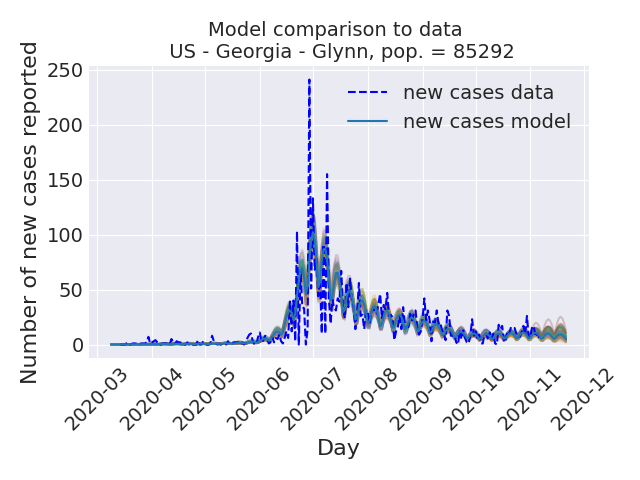 Model comparison to data
US - Georgia - Glynn, pop. = 85292
new cases data
new cases model
Number of new cases reported
250
200
150
100
50
0
2020-03
2020-04
2020-05
2020-06
2020-07
2020-08
2020-09
2020-10
2020-11
2020-12
Day